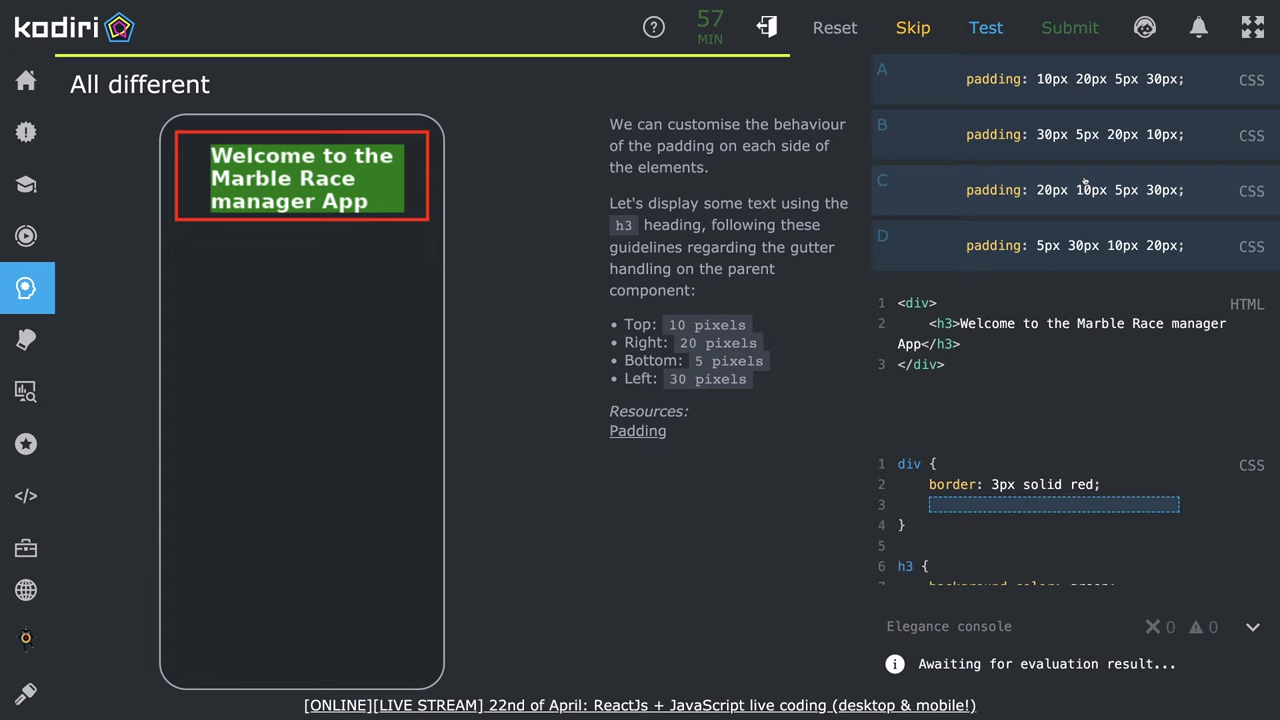 kodiri
57
MIN
Reset
Skip
Test
Submit
All different
Welcome to the
Marble Race
manager App
We can customise the behaviour
of the padding on each side of
the elements.
Let's display some text using the
h3 heading, following these
guidelines regarding the gutter
handling on the parent
component:
• Top: 10 pixels
• Right: 20 pixels
• Bottom: 5 pixels
• Left: 30 pixels
Resources:
Padding
A padding: 10px 20px 5px 30px; CSS
B padding: 30px 5px 20px 10px; CSS
C padding: 20px 10px 5px 30px; CSS
D padding: 5px 30px 10px 20px; CSS
1 <div> HTML
2 <h3>Welcome to the Marble Race manager
App</h3>
3 </div>
1 div { CSS
2 border: 3px solid red;
3
4 }
5
6 h3 {
7 background-color: green;
Elegance console
0 0
Awaiting for evaluation result...
[ONLINE][LIVE STREAM] 22nd of April: ReactJs + JavaScript live coding (desktop & mobile!)